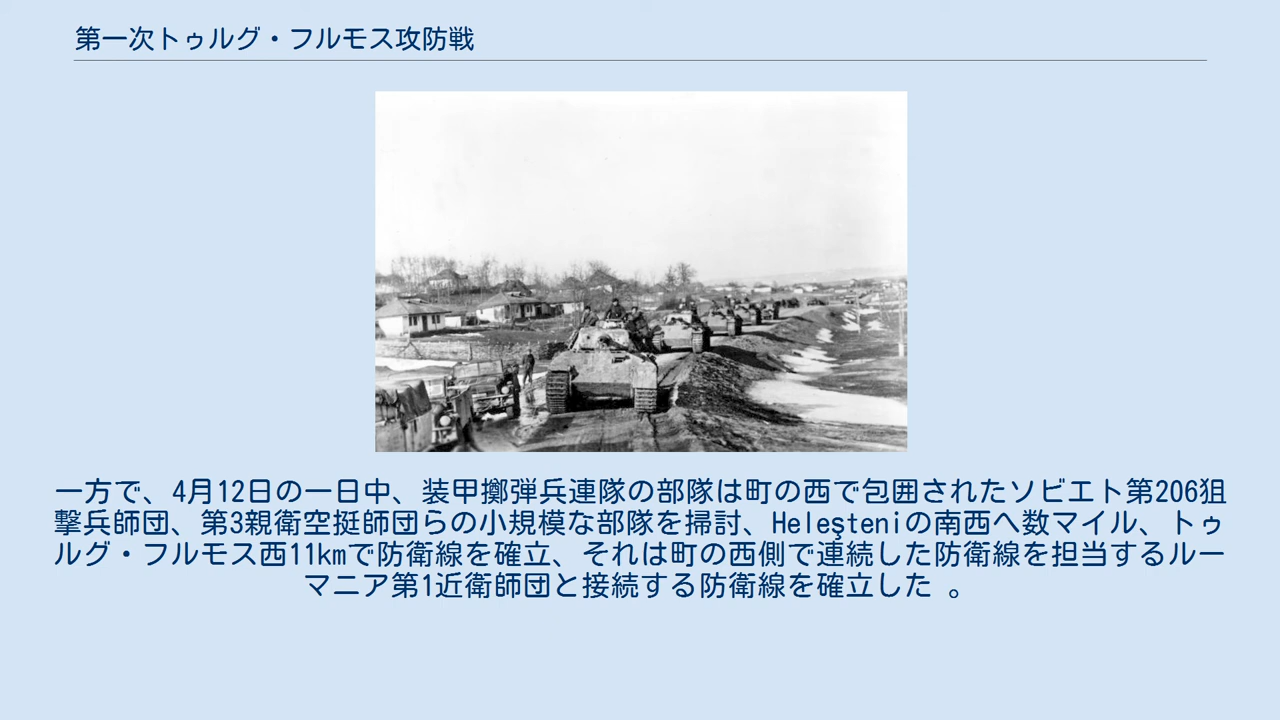 第一次トゥルグ・フルモス攻防戦
一方で、4月12日の一日中、装甲擲弾兵連隊の部隊は町の西で包囲されたソビエト第206狙
撃兵師団、第3親衛空挺師団らの小規模な部隊を掃討、Heleşteniの南西へ数マイル、トゥ
ルグ・フルモス西11kmで防衛線を確立、それは町の西側で連続した防衛線を担当するルー
マニア第1近衛師団と接続する防衛線を確立した 。